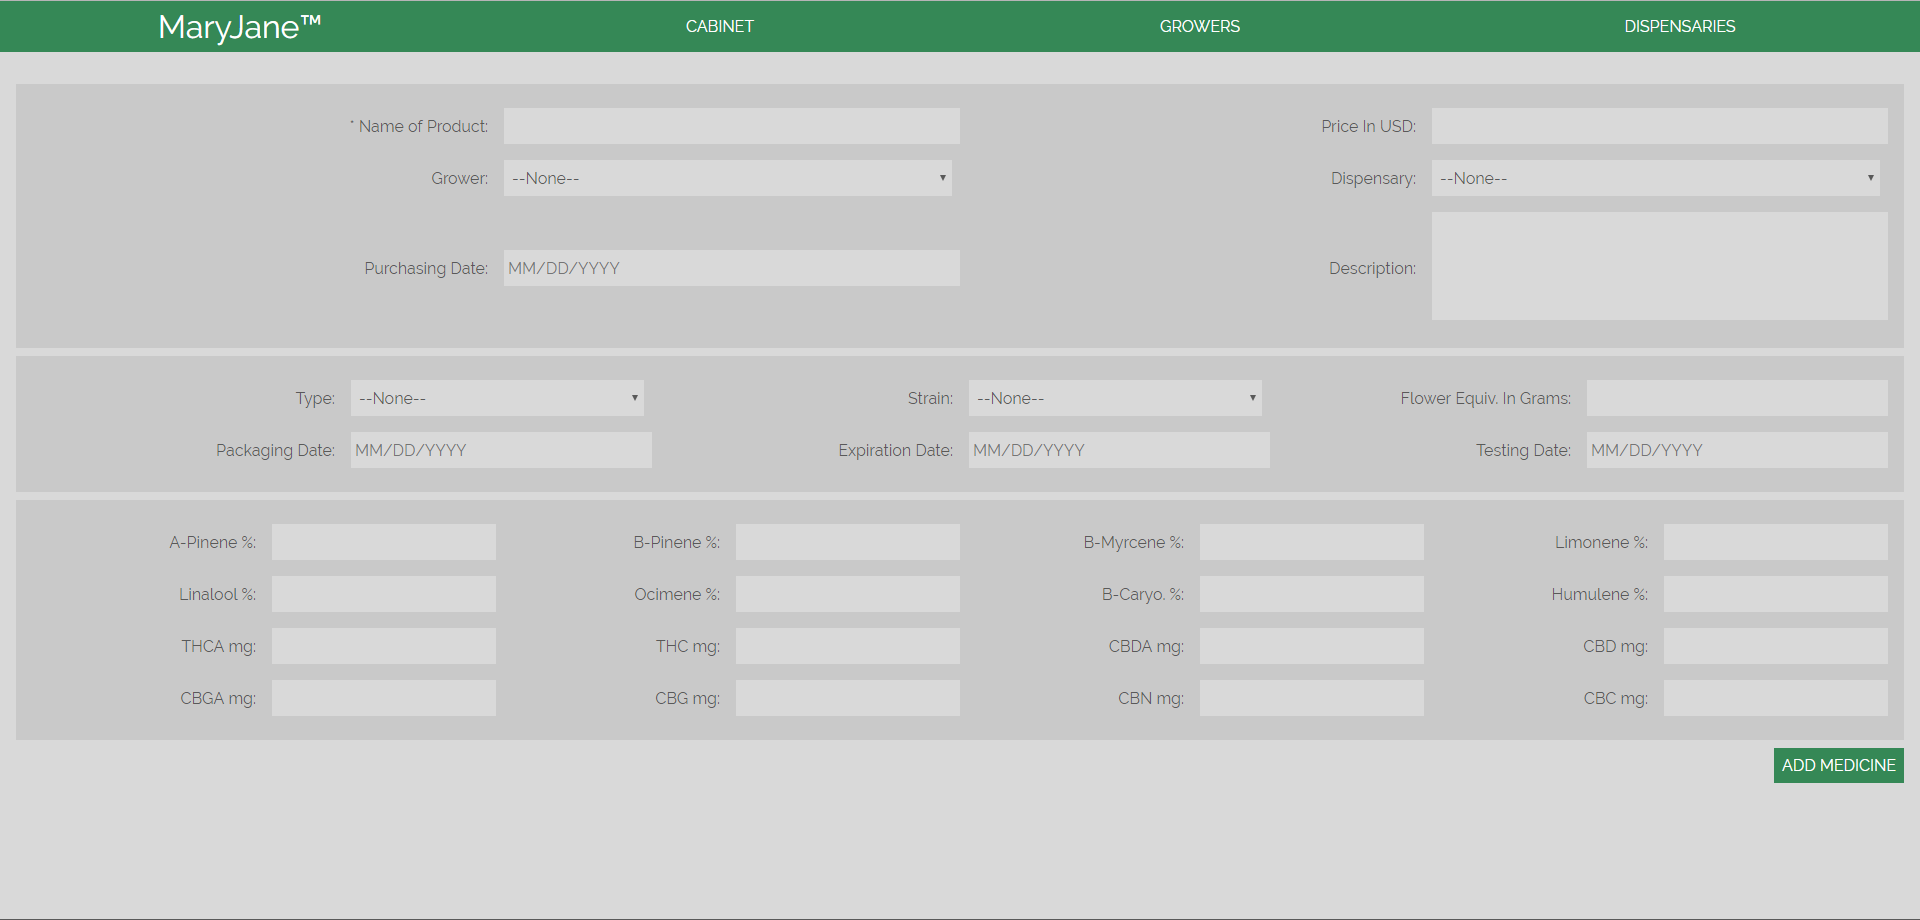 MaryJane™ CABINET GROWERS DISPENSARIES
* Name of Product: Price In USD:
Grower: --None-- Dispensary: --None--
Purchasing Date: MM/DD/YYYY Description:
Type: --None-- Strain: --None-- Flower Equiv. In Grams:
Packaging Date: MM/DD/YYYY Expiration Date: MM/DD/YYYY Testing Date: MM/DD/YYYY
A-Pinene %: B-Pinene %: B-Myrcene %: Limonene %:
Linalool %: Ocimene %: B-Caryo. %: Humulene %:
THCA mg: THC mg: CBDA mg: CBD mg:
CBGA mg: CBG mg: CBN mg: CBC mg:
ADD MEDICINE